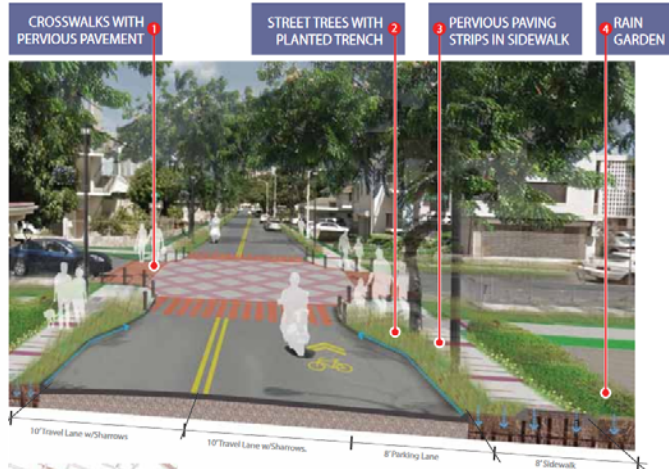 CROSSWALKS WITH
PERVIOUS PAVEMENT
1
STREET TREES WITH
PLANTED TRENCH
2
3
PERVIOUS PAVING
STRIPS IN SIDEWALK
4
RAIN
GARDEN
10'Travel Lane w/Sharrows
10'Travel Lane w/Sharrows.
8'Parking Lane
8'Sidewalk